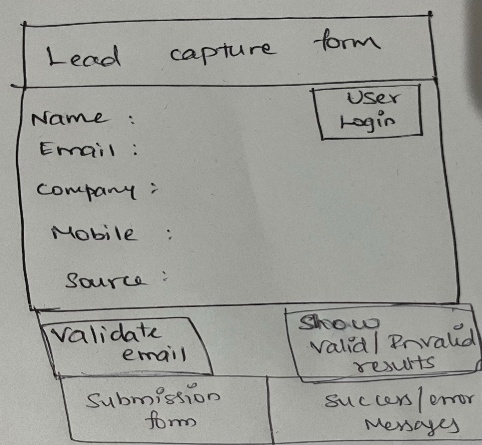 Lead capture form
User
Login
Name :
Email :
Company :
Mobile :
Source :
Validate
email
Show
Valid/Invalid
results
Submission
form
success/error
Messages